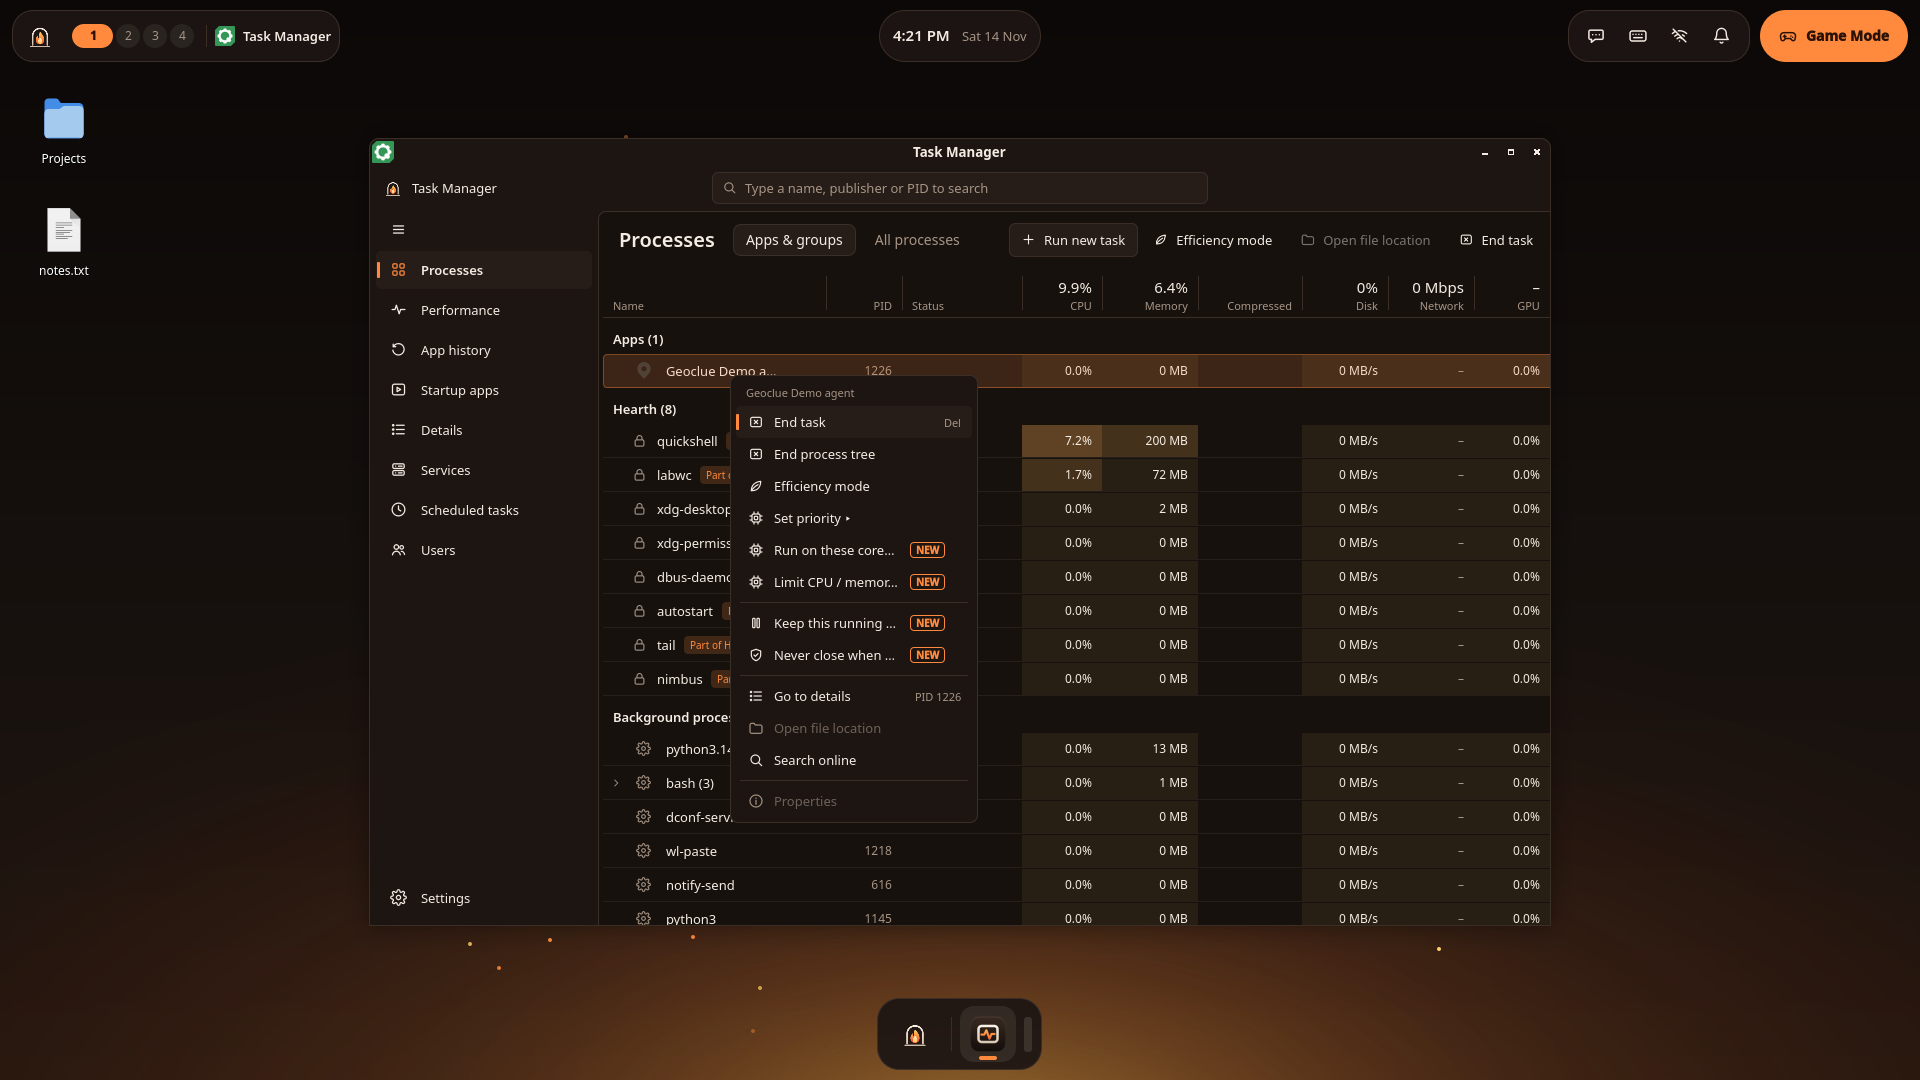 1 2 3 4 Task Manager
4:21 PM Sat 14 Nov
Game Mode
Projects
notes.txt
Task Manager
Task Manager
Type a name, publisher or PID to search
Processes
Performance
App history
Startup apps
Details
Services
Scheduled tasks
Users
Settings
Processes Apps & groups All processes Run new task Efficiency mode Open file location End task
9.9% 6.4% 0% 0 Mbps –
Name PID Status CPU Memory Compressed Disk Network GPU
Apps (1)
Geoclue Demo a... 1226 0.0% 0 MB 0 MB/s – 0.0%
Hearth (8)
quickshell 7.2% 200 MB 0 MB/s – 0.0%
labwc Part 1.7% 72 MB 0 MB/s – 0.0%
xdg-desktop 0.0% 2 MB 0 MB/s – 0.0%
xdg-permiss 0.0% 0 MB 0 MB/s – 0.0%
dbus-daemo 0.0% 0 MB 0 MB/s – 0.0%
autostart 0.0% 0 MB 0 MB/s – 0.0%
tail Part of H 0.0% 0 MB 0 MB/s – 0.0%
nimbus Par 0.0% 0 MB 0 MB/s – 0.0%
Background proces
python3.14 0.0% 13 MB 0 MB/s – 0.0%
bash (3) 0.0% 1 MB 0 MB/s – 0.0%
dconf-servi 0.0% 0 MB 0 MB/s – 0.0%
wl-paste 1218 0.0% 0 MB 0 MB/s – 0.0%
notify-send 616 0.0% 0 MB 0 MB/s – 0.0%
python3 1145 0.0% 0 MB 0 MB/s – 0.0%
Geoclue Demo agent
End task Del
End process tree
Efficiency mode
Set priority ▸
Run on these core... NEW
Limit CPU / memor... NEW
Keep this running ... NEW
Never close when ... NEW
Go to details PID 1226
Open file location
Search online
Properties